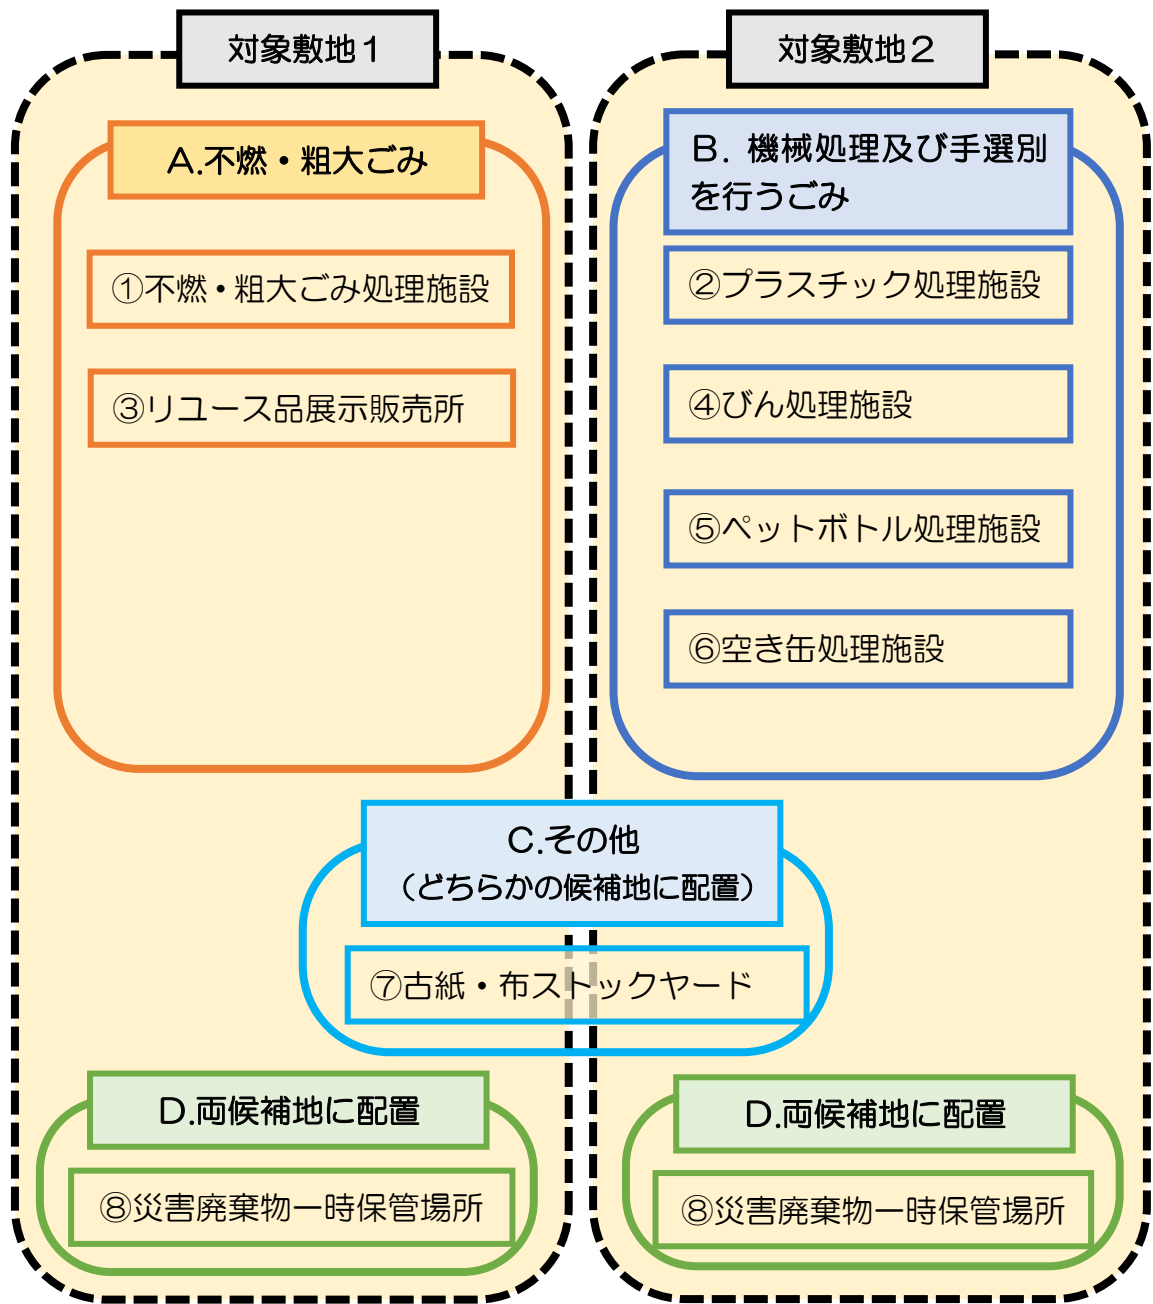 対象敷地１
A.不燃・粗大ごみ
①不燃・粗大ごみ処理施設
③リユース品展示販売所
対象敷地２
B. 機械処理及び手選別
を行うごみ
②プラスチック処理施設
④びん処理施設
⑤ペットボトル処理施設
⑥空き缶処理施設
C.その他
（どちらかの候補地に配置）
⑦古紙・布ストックヤード
D.両候補地に配置
⑧災害廃棄物一時保管場所
D.両候補地に配置
⑧災害廃棄物一時保管場所